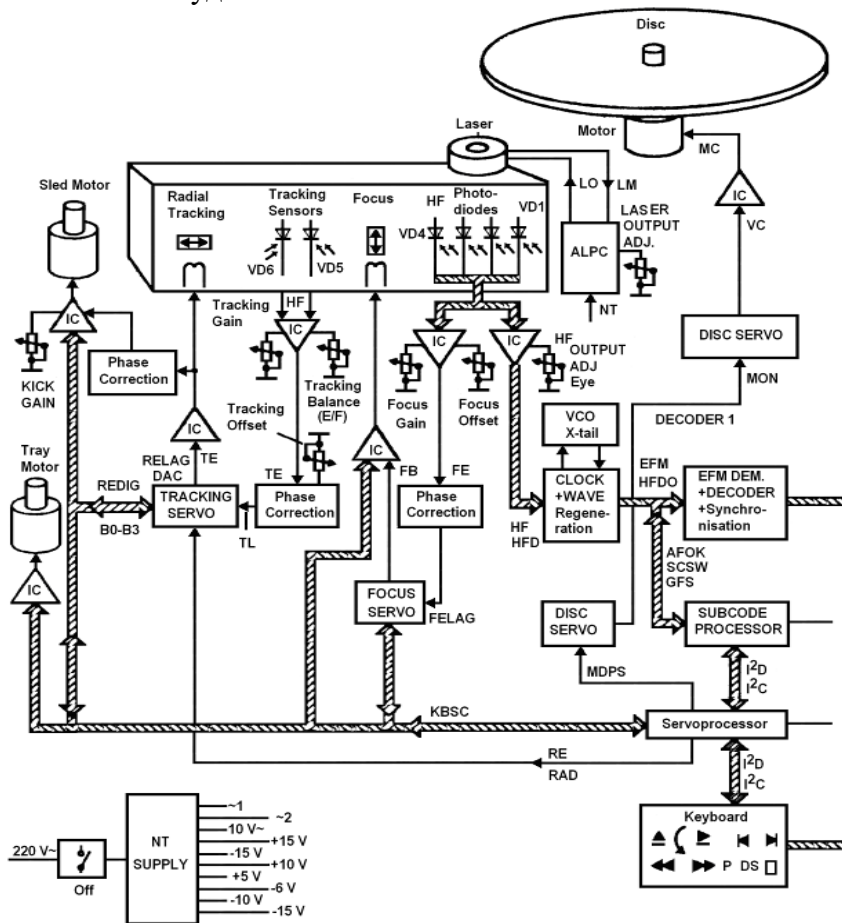 Disc
Motor
MC
IC
VC
Laser
LO
LM
LASER
OUTPUT
ADJ.
ALPC
NT
DISC SERVO
MON
DECODER 1
Sled Motor
Radial
Tracking
Tracking
Sensors
VD6
VD5
Focus
HF
Photo-
diodes
VD4
VD1
IC
KICK
GAIN
Phase
Correction
Tracking
Gain
HF
IC
Tracking
Balance
(E/F)
Tracking
Offset
IC
TE
RELAG
DAC
TRACKING
SERVO
TE
Phase
Correction
TL
IC
FB
IC
Focus
Gain
Focus
Offset
FE
Phase
Correction
IC
HF
OUTPUT
ADJ
Eye
VCO
X-tail
CLOCK
+WAVE
Regene-
ration
HF
HFD
EFM
HFDO
EFM DEM.
+DECODER
+Synchro-
nisation
AFOK
SCSW
GFS
Tray
Motor
REDIG
B0-B3
IC
FOCUS
SERVO
FELAG
DISC
SERVO
MDPS
SUBCODE
PROCESSOR
I²D
I²C
KBSC
Servoprocessor
RE
RAD
I²D
I²C
Keyboard
P DS
220 V~
Off
NT
SUPPLY
~1
~2
10 V~
+15 V
-15 V
+10 V
+5 V
-6 V
-10 V
-15 V